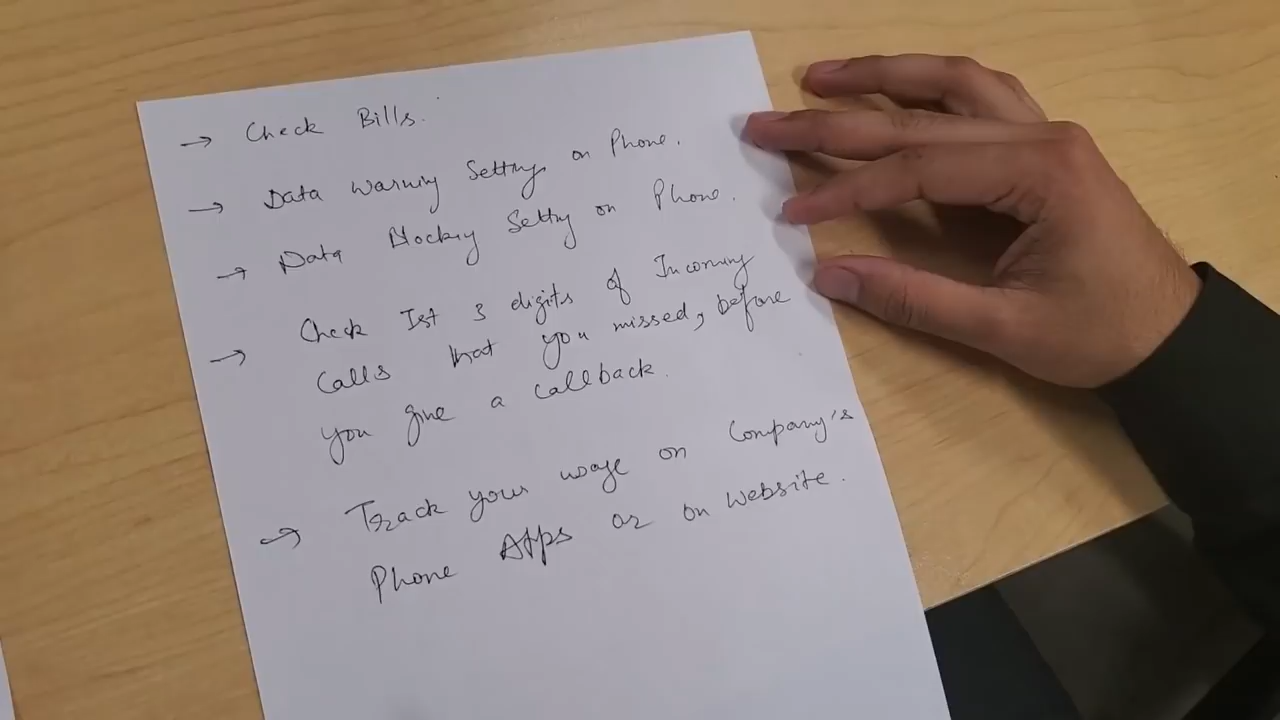 → Check Bills.
→ Data Warning Setting on Phone.
→ Data Blocking Setting on Phone.
→ Check Ist 3 digits of Incoming
Calls that you missed, before
you give a callback.
→ Track your usage on Company's
Phone Apps or on website.